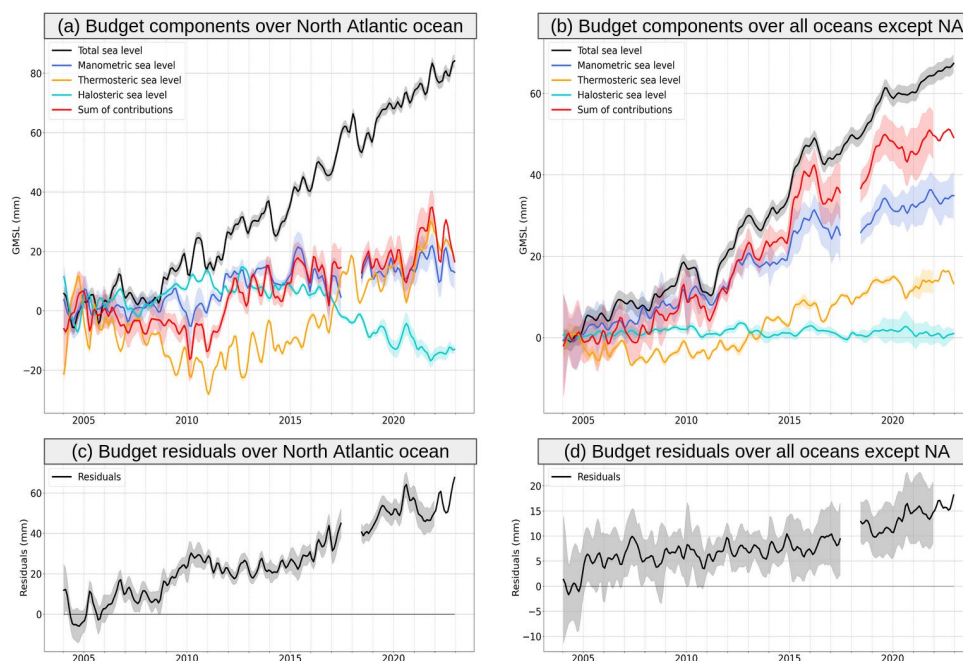 (a) Budget components over North Atlantic ocean
Total sea level
Manometric sea level
Thermosteric sea level
Halosteric sea level
Sum of contributions
GMSL (mm)
80
60
40
20
0
−20
2005
2010
2015
2020
(b) Budget components over all oceans except NA
Total sea level
Manometric sea level
Thermosteric sea level
Halosteric sea level
Sum of contributions
GMSL (mm)
60
40
20
0
2005
2010
2015
2020
(c) Budget residuals over North Atlantic ocean
Residuals
Residuals (mm)
60
40
20
0
2005
2010
2015
2020
(d) Budget residuals over all oceans except NA
Residuals
Residuals (mm)
20
15
10
5
0
−5
−10
2005
2010
2015
2020